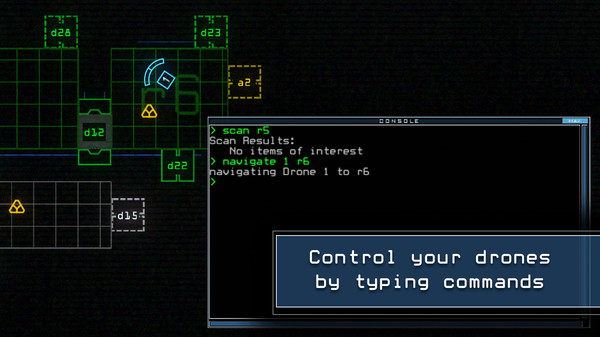 d28
d23
a2
1
r6
d12
d22
d15
CONSOLE
> scan r5
Scan Results:
No items of interest
> navigate 1 r6
navigating Drone 1 to r6
>
Control your drones
by typing commands